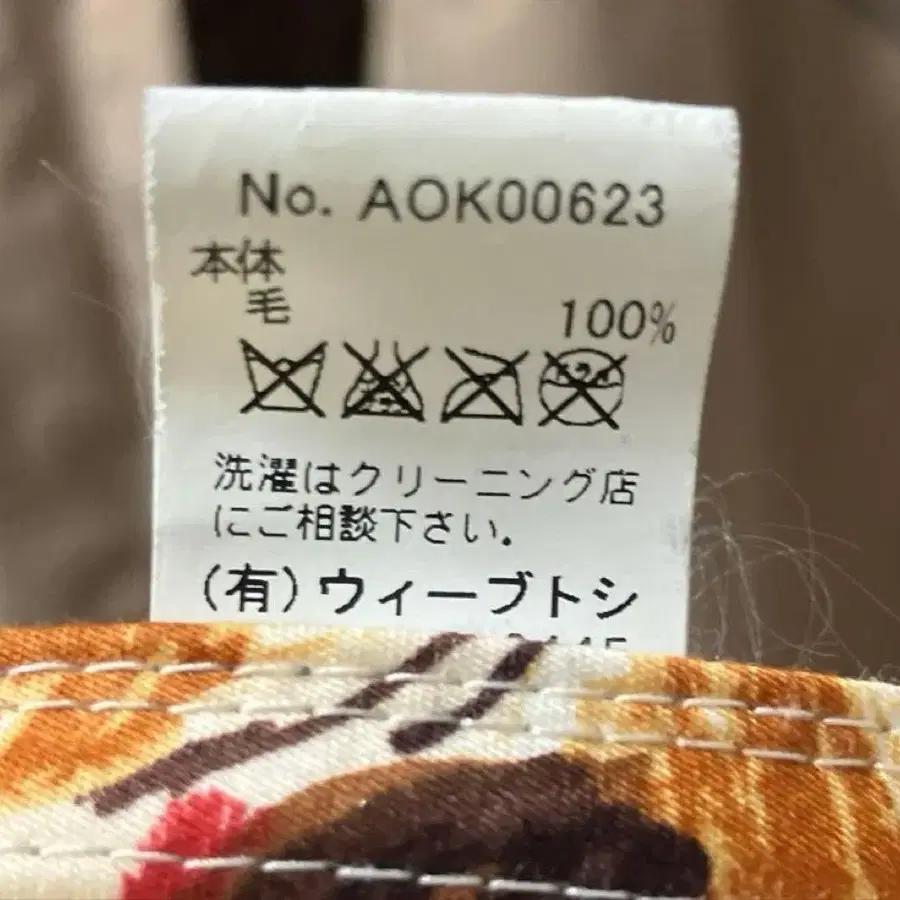 No. AOK00623
本体
毛 100%
洗濯はクリーニング店
にご相談下さい.
(有)ウィーブトシ